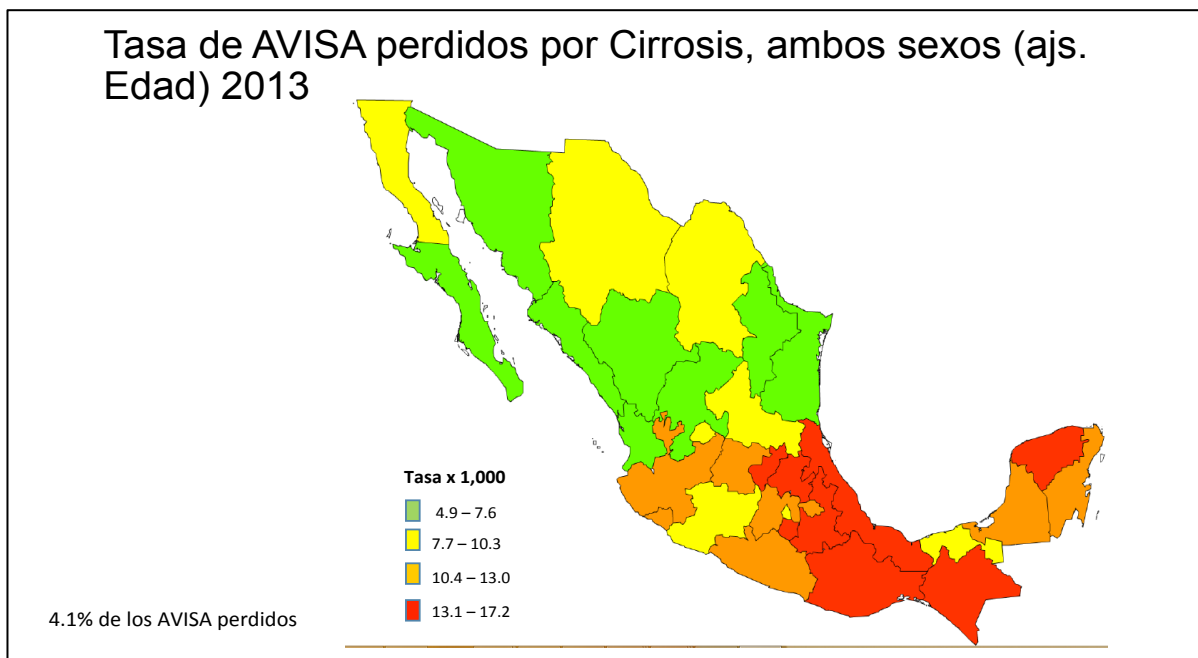 Tasa de AVISA perdidos por Cirrosis, ambos sexos (ajs.
Edad) 2013
Tasa x 1,000
4.9 – 7.6
7.7 – 10.3
10.4 – 13.0
13.1 – 17.2
4.1% de los AVISA perdidos